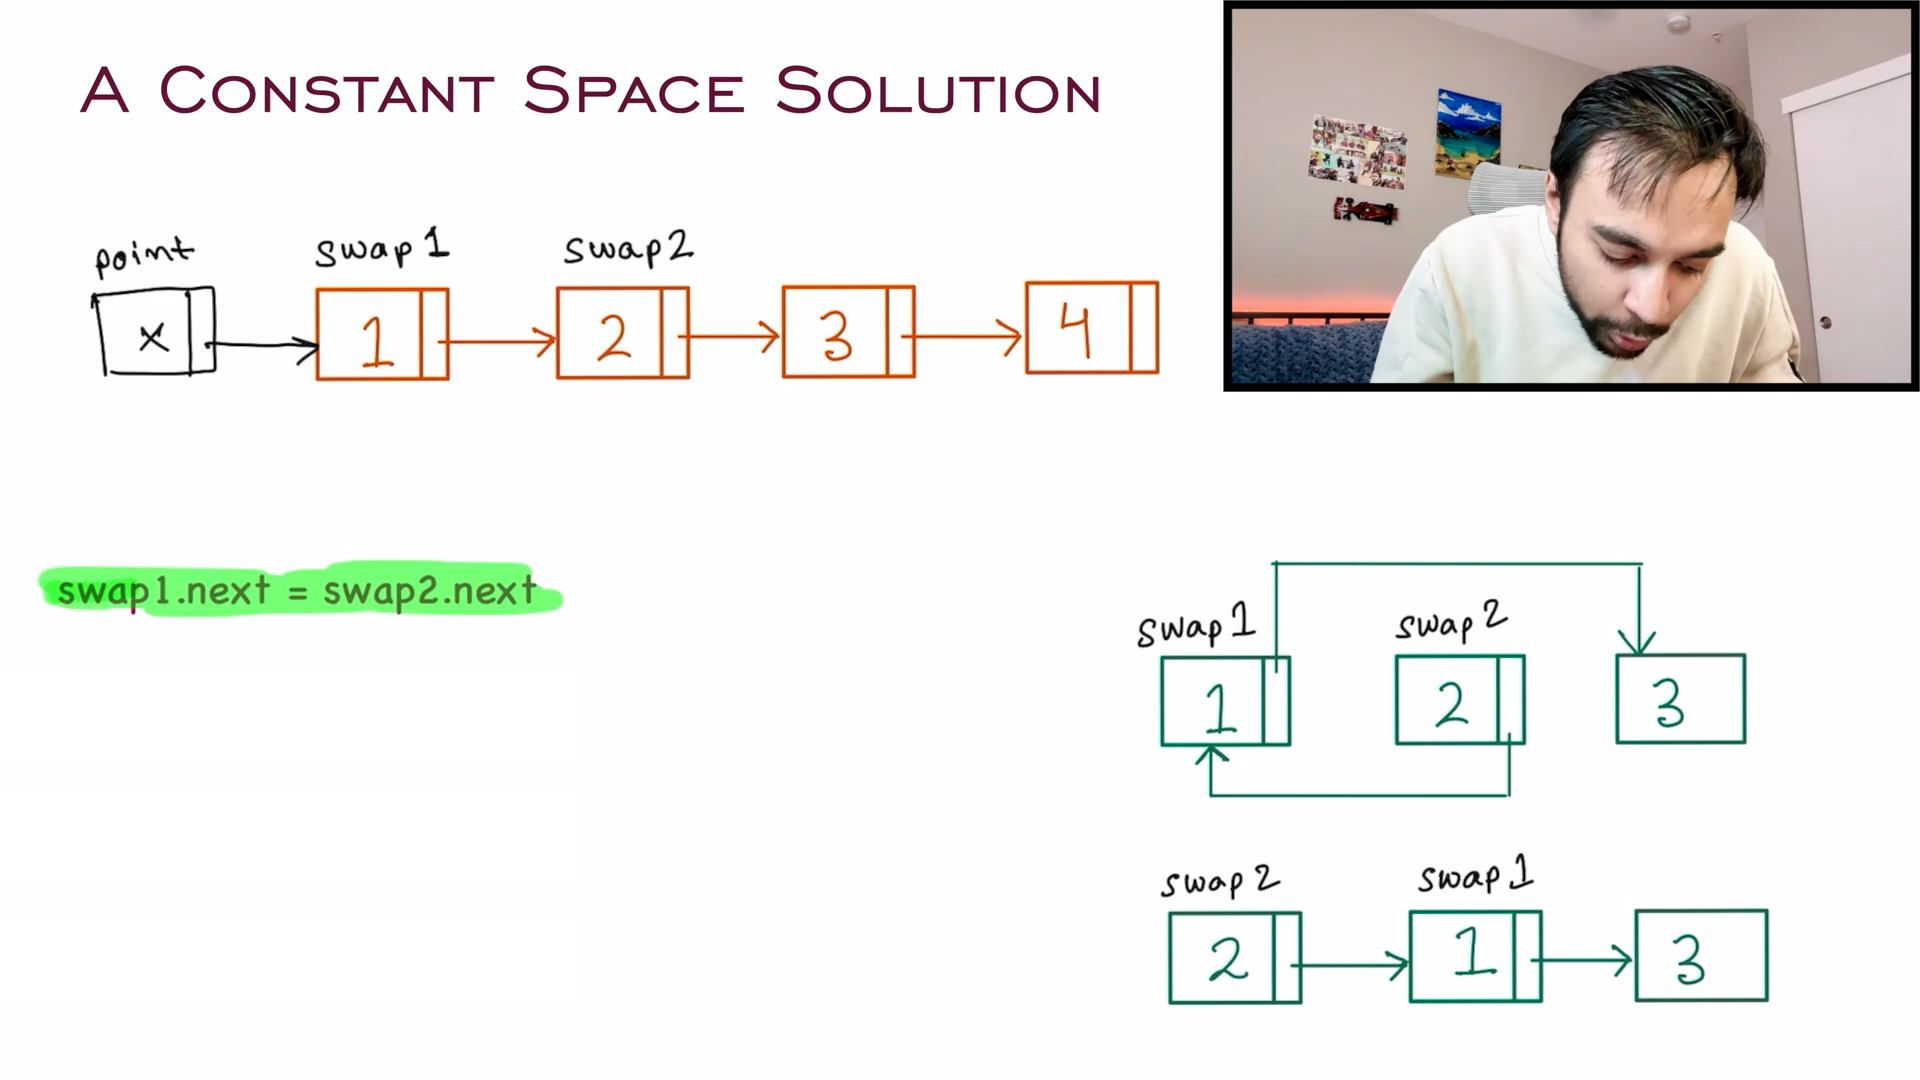 A CONSTANT SPACE SOLUTION
point swap1 swap2
x 1 2 3 4
swap1.next = swap2.next
swap1 swap2
1 2 3
swap2 swap1
2 1 3